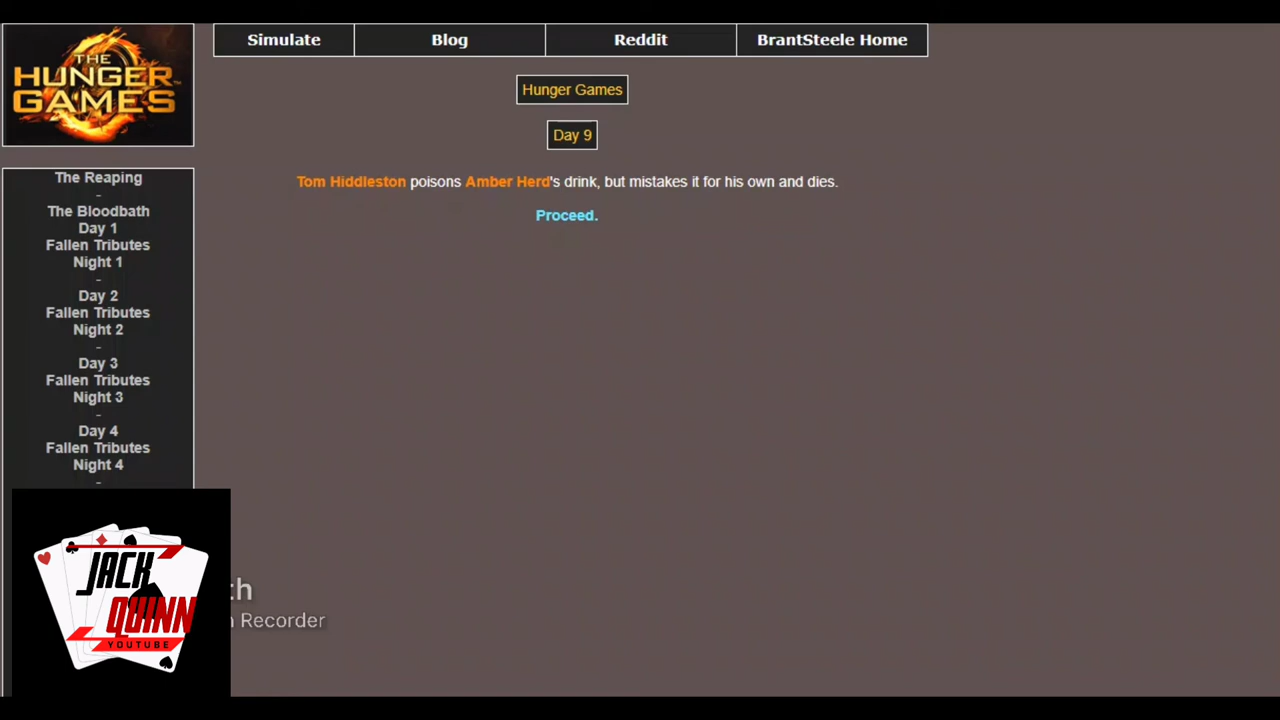 THE
HUNGER
GAMES
Simulate
Blog
Reddit
BrantSteele Home
Hunger Games
Day 9
Tom Hiddleston poisons Amber Herd's drink, but mistakes it for his own and dies.
Proceed.
The Reaping
-
The Bloodbath
Day 1
Fallen Tributes
Night 1
-
Day 2
Fallen Tributes
Night 2
-
Day 3
Fallen Tributes
Night 3
-
Day 4
Fallen Tributes
Night 4
-
JACK
QUINN
YOUTUBE
th
Recorder